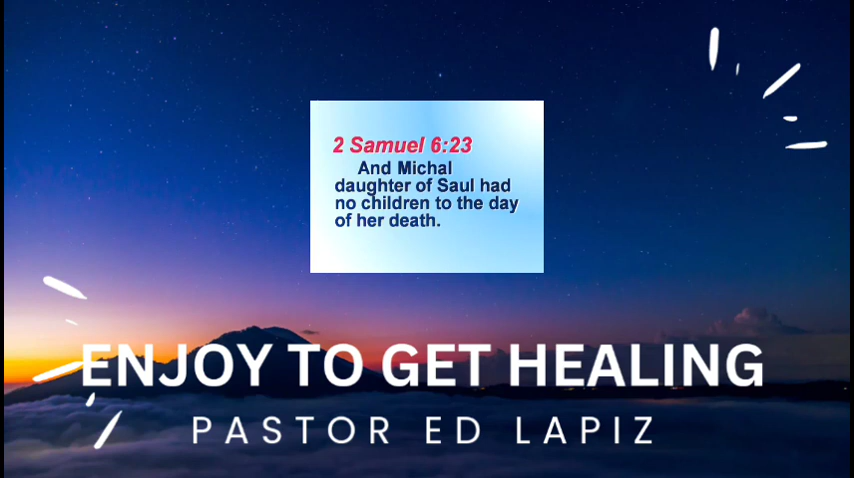 2 Samuel 6:23
And Michal
daughter of Saul had
no children to the day
of her death.
ENJOY TO GET HEALING
PASTOR ED LAPIZ